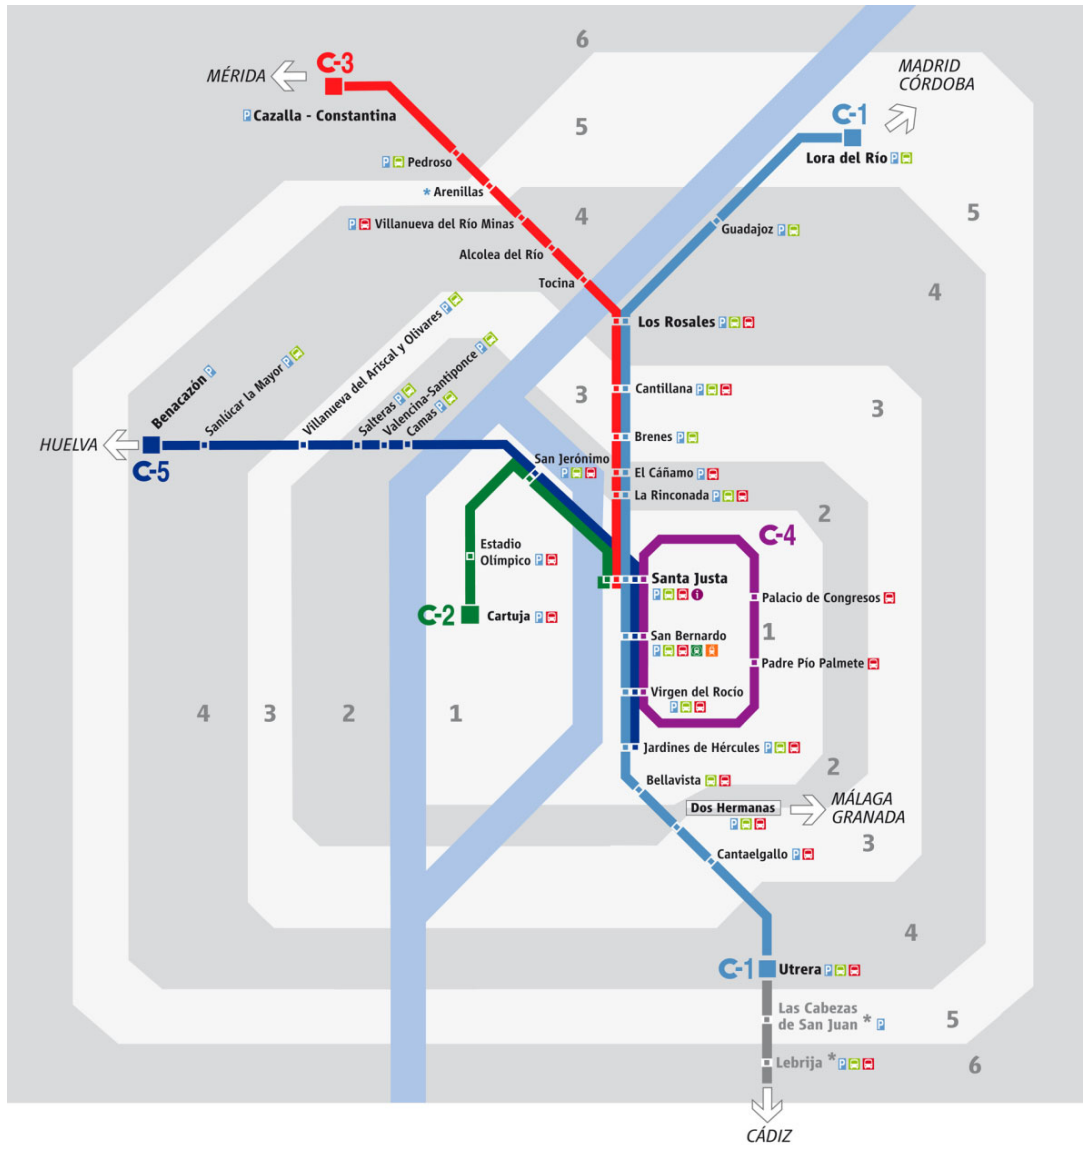 6
MÉRIDA
C-3
MADRID
CÓRDOBA
C-1
Cazalla - Constantina
5
Lora del Río
Pedroso
* Arenillas
Villanueva del Río Minas
4
5
Guadajoz
Alcolea del Río
Tocina
4
Los Rosales
Villanueva del Ariscal y Olivares
Valencina-Santiponce
Sanlúcar la Mayor
Benacazón
Salteras
Camas
Cantillana
3
3
Brenes
HUELVA
C-5
San Jerónimo
El Cáñamo
La Rinconada
2
C-4
Estadio
Olímpico
Santa Justa
Palacio de Congresos
C-2
Cartuja
San Bernardo
1
Padre Pío Palmete
Virgen del Rocío
4
3
2
1
Jardines de Hércules
2
Bellavista
Dos Hermanas
MÁLAGA
GRANADA
3
Cantaelgallo
4
C-1
Utrera
Las Cabezas
de San Juan *
5
Lebrija *
6
CÁDIZ